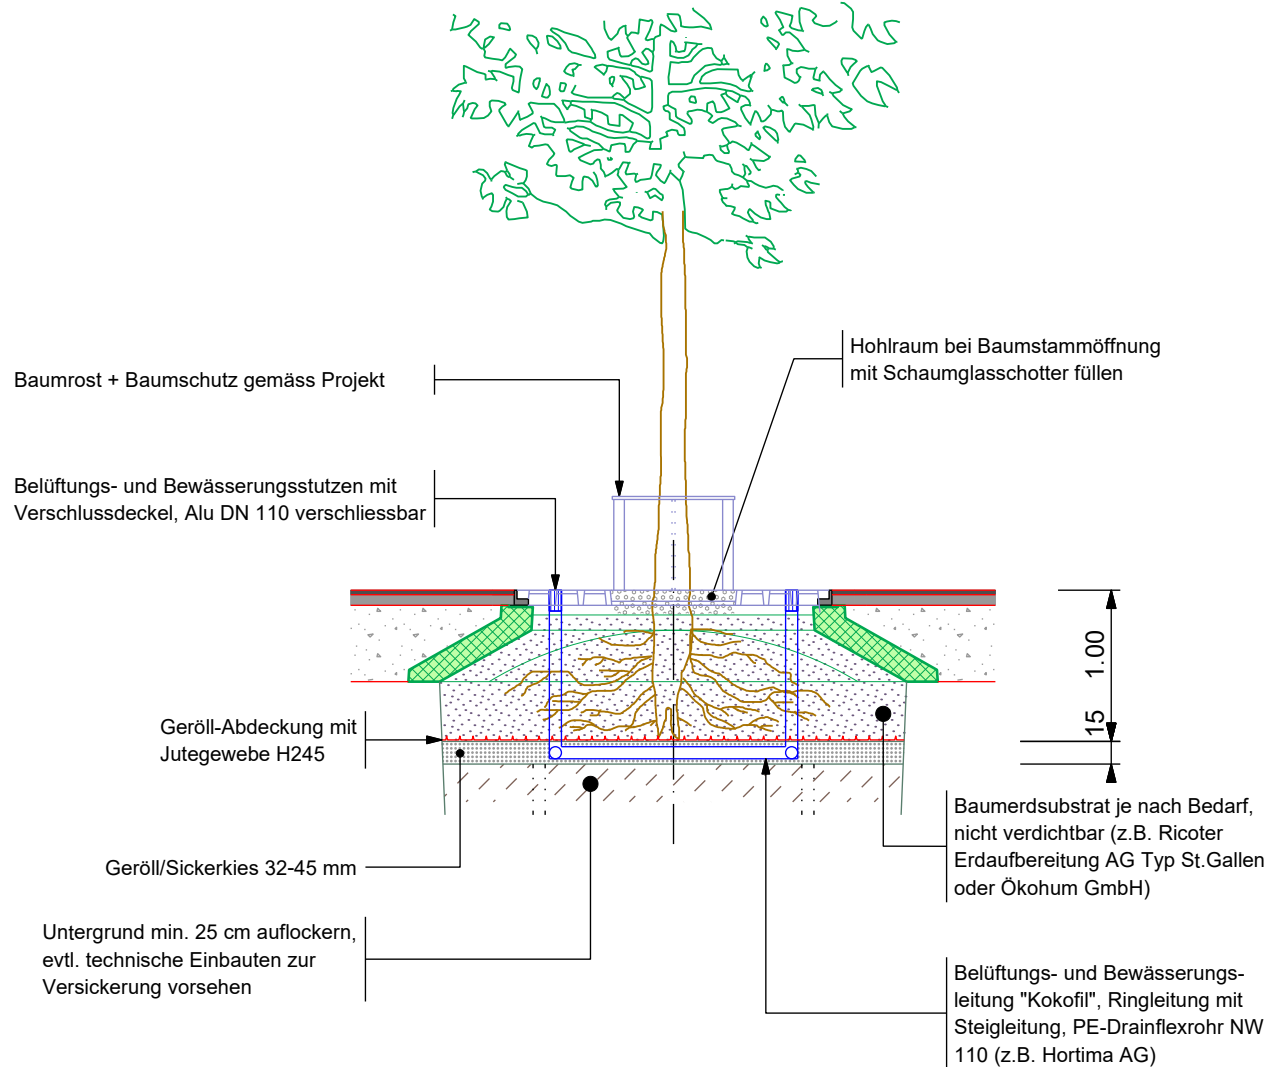 Hohlraum bei Baumstammöffnung
mit Schaumglasschotter füllen
Baumrost + Baumschutz gemäss Projekt
Belüftungs- und Bewässerungsstutzen mit
Verschlussdeckel, Alu DN 110 verschliessbar
1.00
15
Geröll-Abdeckung mit
Jutegewebe H245
Geröll/Sickerkies 32-45 mm
Untergrund min. 25 cm auflockern,
evtl. technische Einbauten zur
Versickerung vorsehen
Baumerdsubstrat je nach Bedarf,
nicht verdichtbar (z.B. Ricoter
Erdaufbereitung AG Typ St.Gallen
oder Ökohum GmbH)
Belüftungs- und Bewässerungs-
leitung "Kokofil", Ringleitung mit
Steigleitung, PE-Drainflexrohr NW
110 (z.B. Hortima AG)